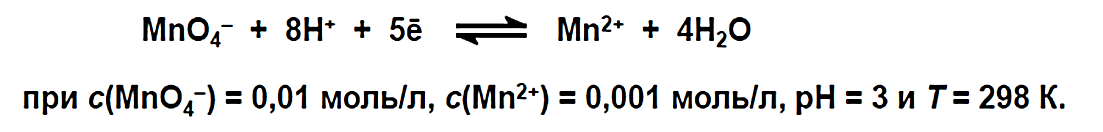 MnO₄⁻ + 8H⁺ + 5ē ⇌ Mn²⁺ + 4H₂O
при c(MnO₄⁻) = 0,01 моль/л, c(Mn²⁺) = 0,001 моль/л, pH = 3 и T = 298 К.